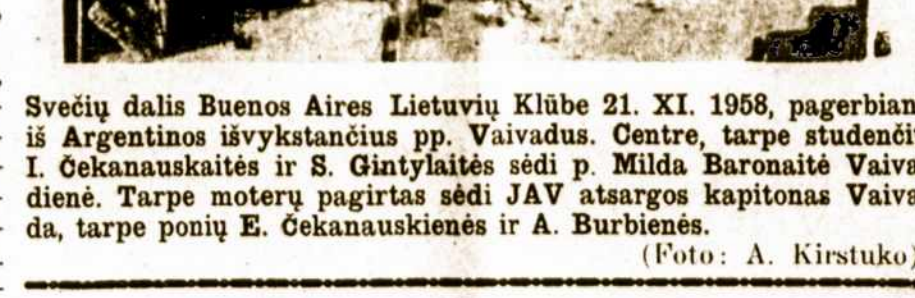 Svečių dalis Buenos Aires Lietuvių Klūbe 21. XI. 1958, pagerbian
iš Argentinos išvykstančius pp. Vaivadus. Centre, tarpe studenči
I. Čekanauskaitės ir S. Gintylaitės sėdi p. Milda Baronaitė Vaiva
dienė. Tarpe moterų pagirtas sėdi JAV atsargos kapitonas Vaiva
da, tarpe ponių E. Čekanauskienės ir A. Burbienės.
(Foto: A. Kirstuko)